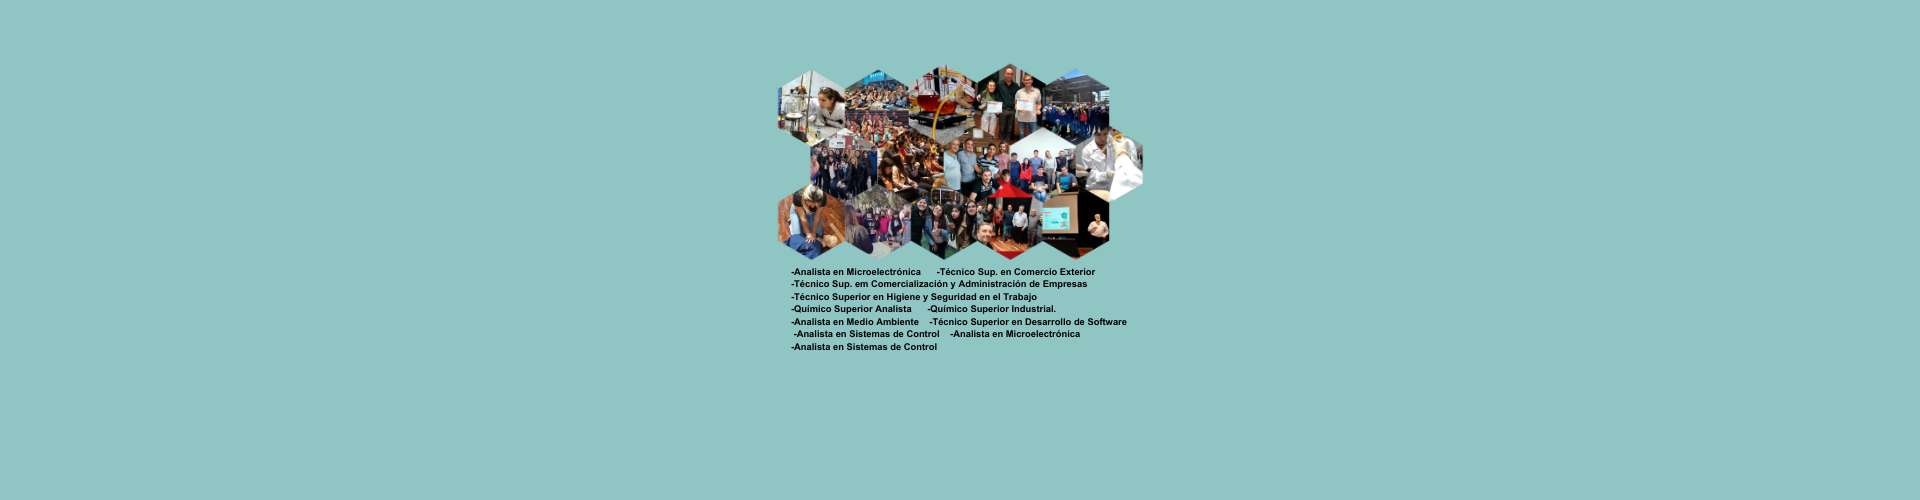 -Analista en Microelectrónica -Técnico Sup. en Comercio Exterior
-Técnico Sup. em Comercialización y Administración de Empresas
-Técnico Superior en Higiene y Seguridad en el Trabajo
-Químico Superior Analista -Químico Superior Industrial.
-Analista en Medio Ambiente -Técnico Superior en Desarrollo de Software
-Analista en Sistemas de Control -Analista en Microelectrónica
-Analista en Sistemas de Control